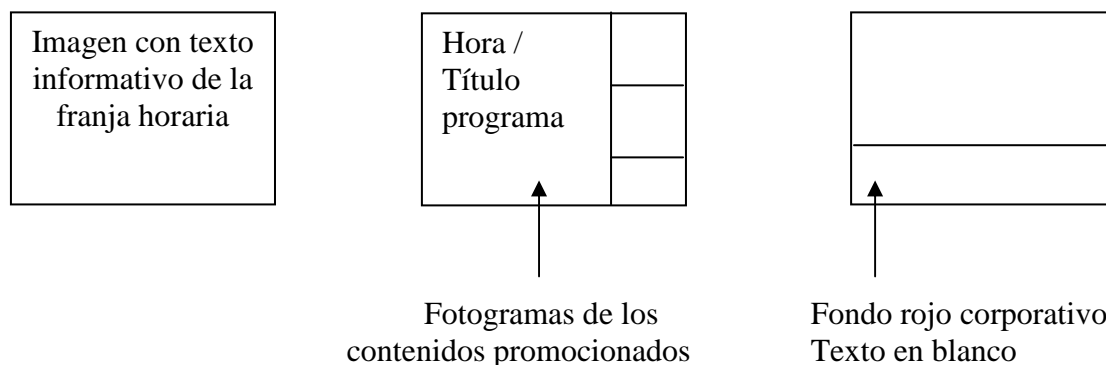 Imagen con texto
informativo de la
franja horaria
Hora /
Título
programa
Fotogramas de los
contenidos promocionados
Fondo rojo corporativo
Texto en blanco